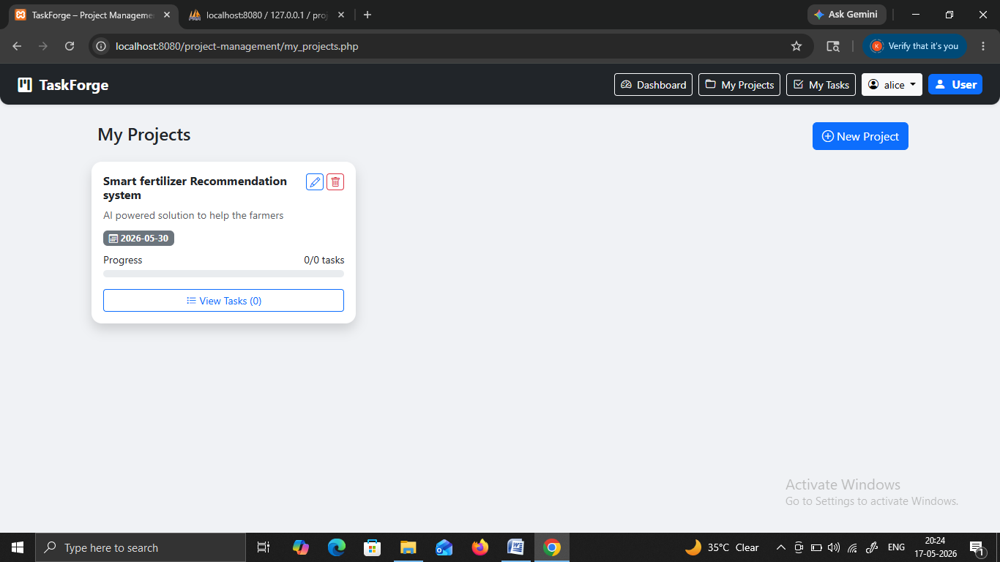 TaskForge – Project Manageme
localhost:8080 / 127.0.0.1 / proj
Ask Gemini
localhost:8080/project-management/my_projects.php
K
Verify that it's you
TaskForge
Dashboard
My Projects
My Tasks
alice
User
My Projects
New Project
Smart fertilizer Recommendation
system
AI powered solution to help the farmers
2026-05-30
Progress
0/0 tasks
View Tasks (0)
Activate Windows
Go to Settings to activate Windows.
Type here to search
35°C Clear
ENG
20:24
17-05-2026
1